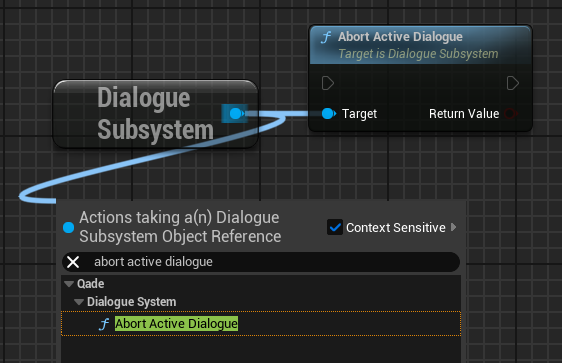 Abort Active Dialogue
Target is Dialogue Subsystem
Dialogue
Subsystem
Target
Return Value
Actions taking a(n) Dialogue
Subsystem Object Reference
Context Sensitive
abort active dialogue
Qade
Dialogue System
Abort Active Dialogue